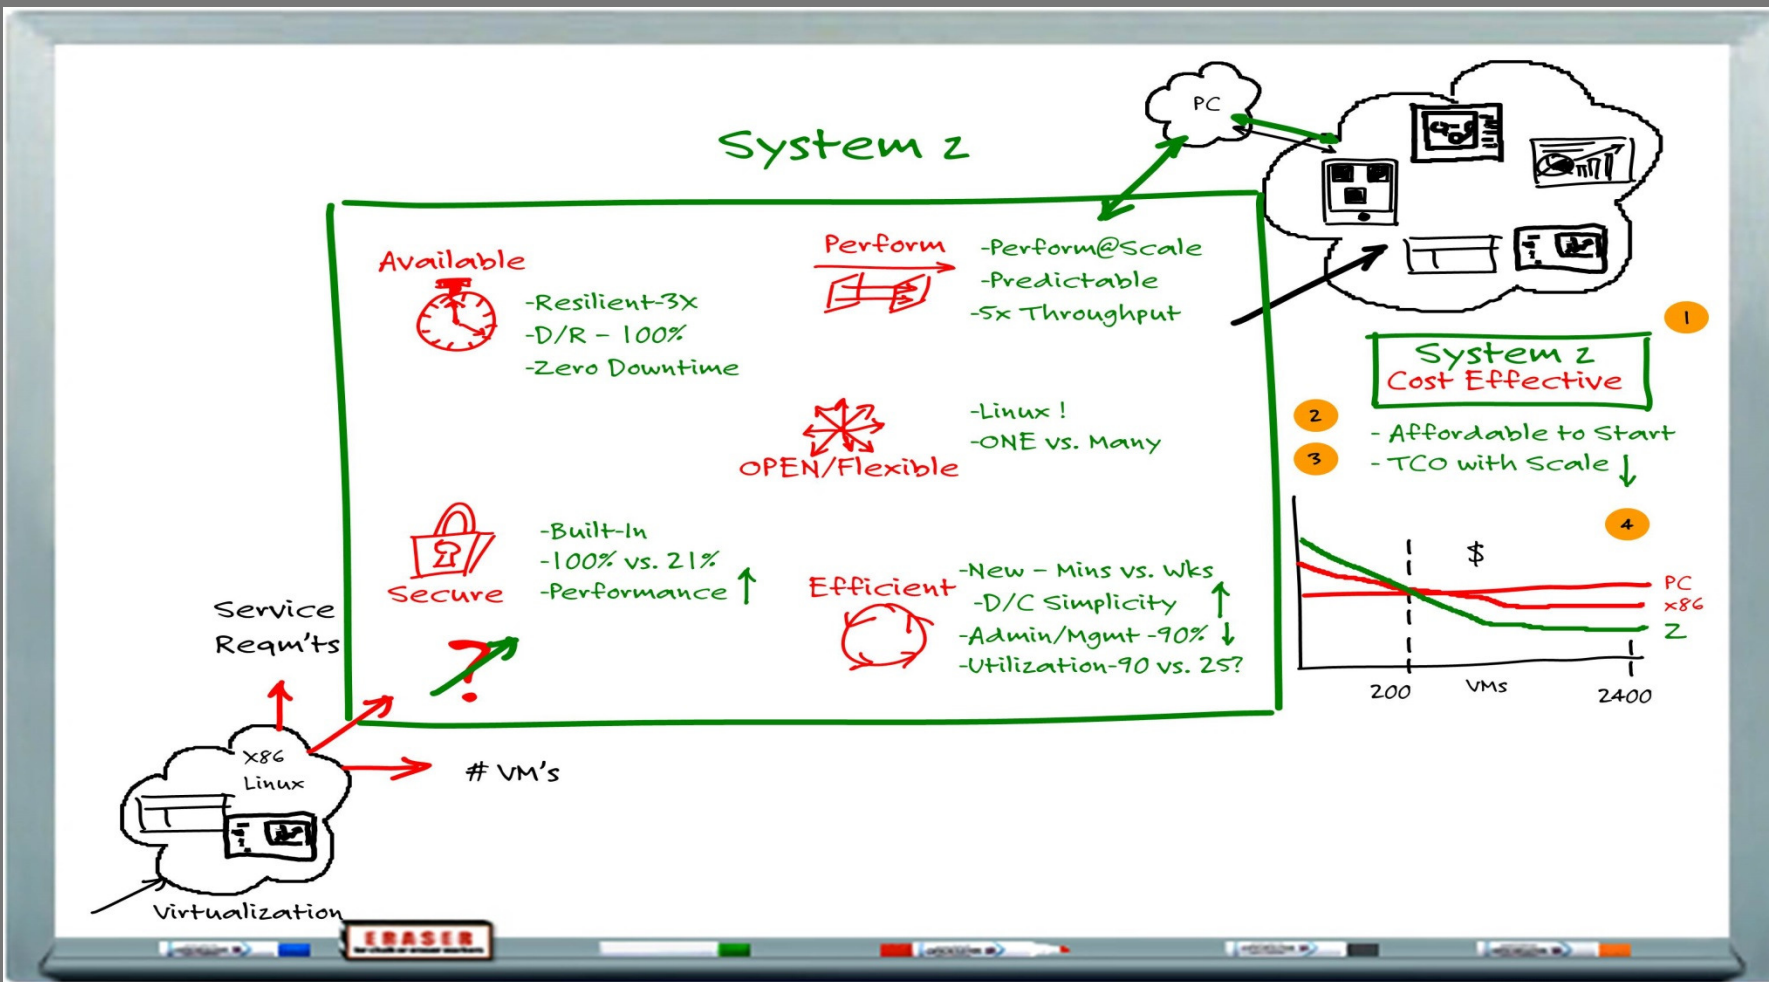 System z
PC
Available
-Resilient-3x
-D/R – 100%
-Zero Downtime
Perform
-Perform@Scale
-Predictable
-5x Throughput
OPEN/Flexible
-Linux !
-ONE vs. Many
Secure
-Built-In
-100% vs. 21%
-Performance
Efficient
-New – Mins vs. Wks
-D/C Simplicity
-Admin/Mgmt -90%
-Utilization-90 vs. 25?
?
Service
Reqm'ts
x86
Linux
# VM's
Virtualization
1
System z
Cost Effective
2
- Affordable to Start
3
- TCO with Scale
4
$
PC
x86
Z
200
VMs
2400
ERASER